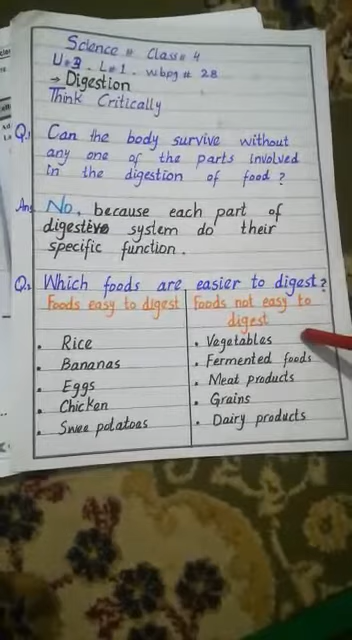 Science # Class # 4
U = 3 - L # 1 - wbpg # 28
→ Digestion
Think Critically
Q: Can the body survive without
any one of the parts involved
in the digestion of food ?
Ans No, because each part of
digestive system do their
specific function.
Q: Which foods are easier to digest?
Foods easy to digest
Rice
Bananas
Eggs
Chicken
Swee potatoes
Foods not easy to
digest
Vegatables
Fermented foods
Meat products
Grains
Dairy products